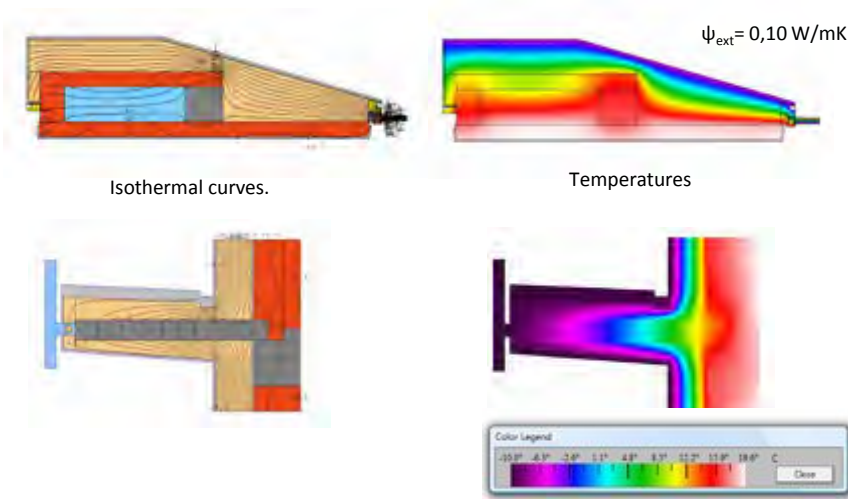 ψext= 0,10 W/mK
Isothermal curves.
Temperatures
Color Legend
-10.0° -6.3° -2.6° 1.1° 4.8° 8.5° 12.2° 15.9° 19.6° C
Close